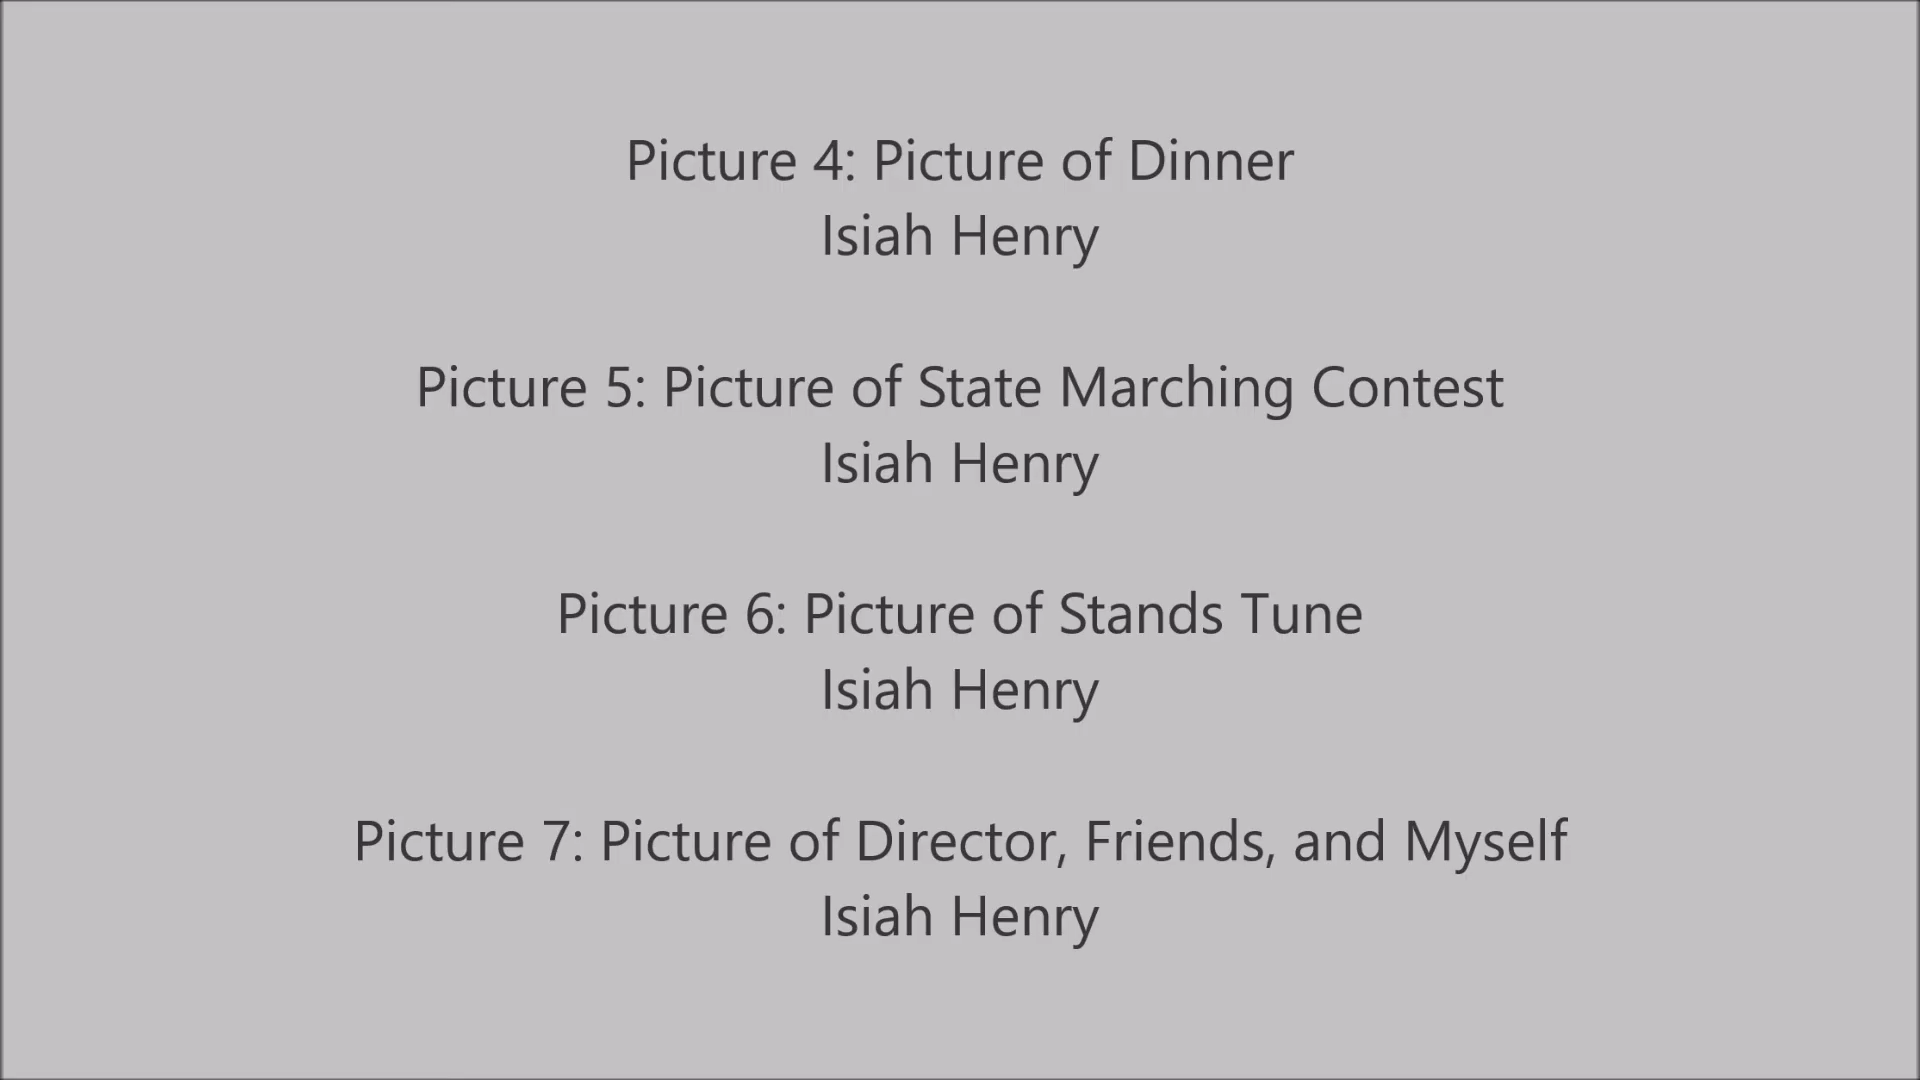 Picture 4: Picture of Dinner
Isiah Henry
Picture 5: Picture of State Marching Contest
Isiah Henry
Picture 6: Picture of Stands Tune
Isiah Henry
Picture 7: Picture of Director, Friends, and Myself
Isiah Henry